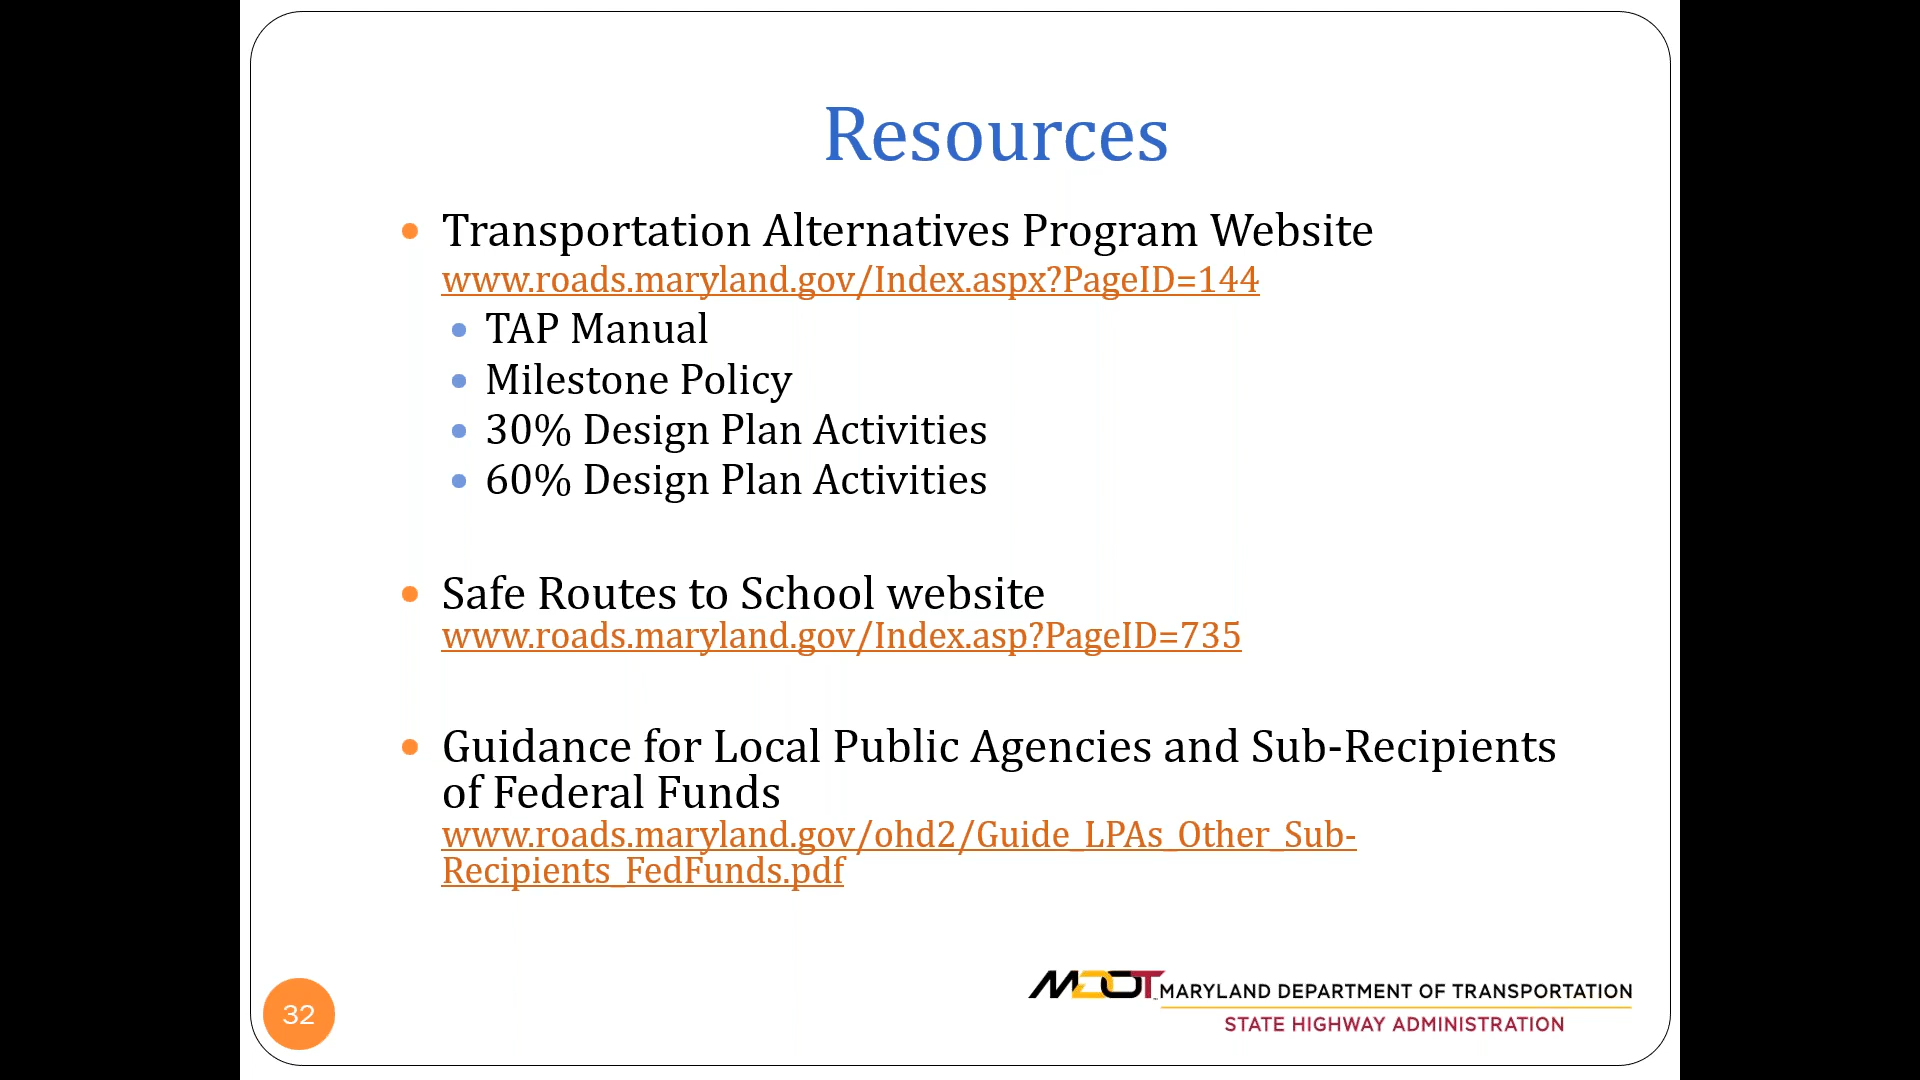 Resources
• Transportation Alternatives Program Website
www.roads.maryland.gov/Index.aspx?PageID=144
• TAP Manual
• Milestone Policy
• 30% Design Plan Activities
• 60% Design Plan Activities
• Safe Routes to School website
www.roads.maryland.gov/Index.asp?PageID=735
• Guidance for Local Public Agencies and Sub-Recipients
of Federal Funds
www.roads.maryland.gov/ohd2/Guide_LPAs_Other_Sub-
Recipients_FedFunds.pdf
32
MDOT MARYLAND DEPARTMENT OF TRANSPORTATION
STATE HIGHWAY ADMINISTRATION